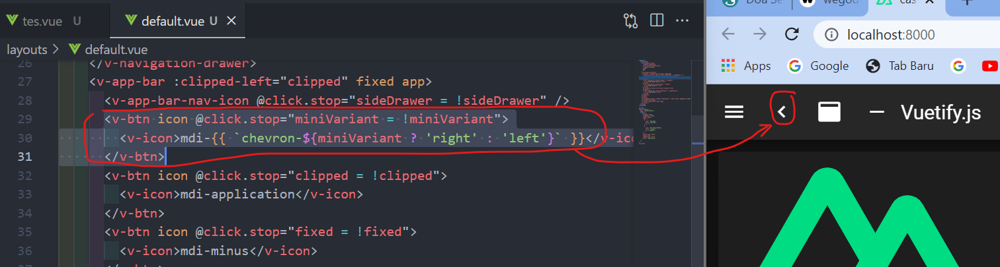 tes.vue U
default.vue U
layouts > default.vue
26 </v-navigation-drawer>
27 <v-app-bar :clipped-left="clipped" fixed app>
28 <v-app-bar-nav-icon @click.stop="sideDrawer = !sideDrawer" />
29 <v-btn icon @click.stop="miniVariant = !miniVariant">
30 <v-icon>mdi-{{ `chevron-${miniVariant ? 'right' : 'left'}` }}</v-ico
31 </v-btn>
32 <v-btn icon @click.stop="clipped = !clipped">
33 <v-icon>mdi-application</v-icon>
34 </v-btn>
35 <v-btn icon @click.stop="fixed = !fixed">
36 <v-icon>mdi-minus</v-icon>
Doa Se
wegod
cas
localhost:8000
Apps Google Tab Baru
Vuetify.js